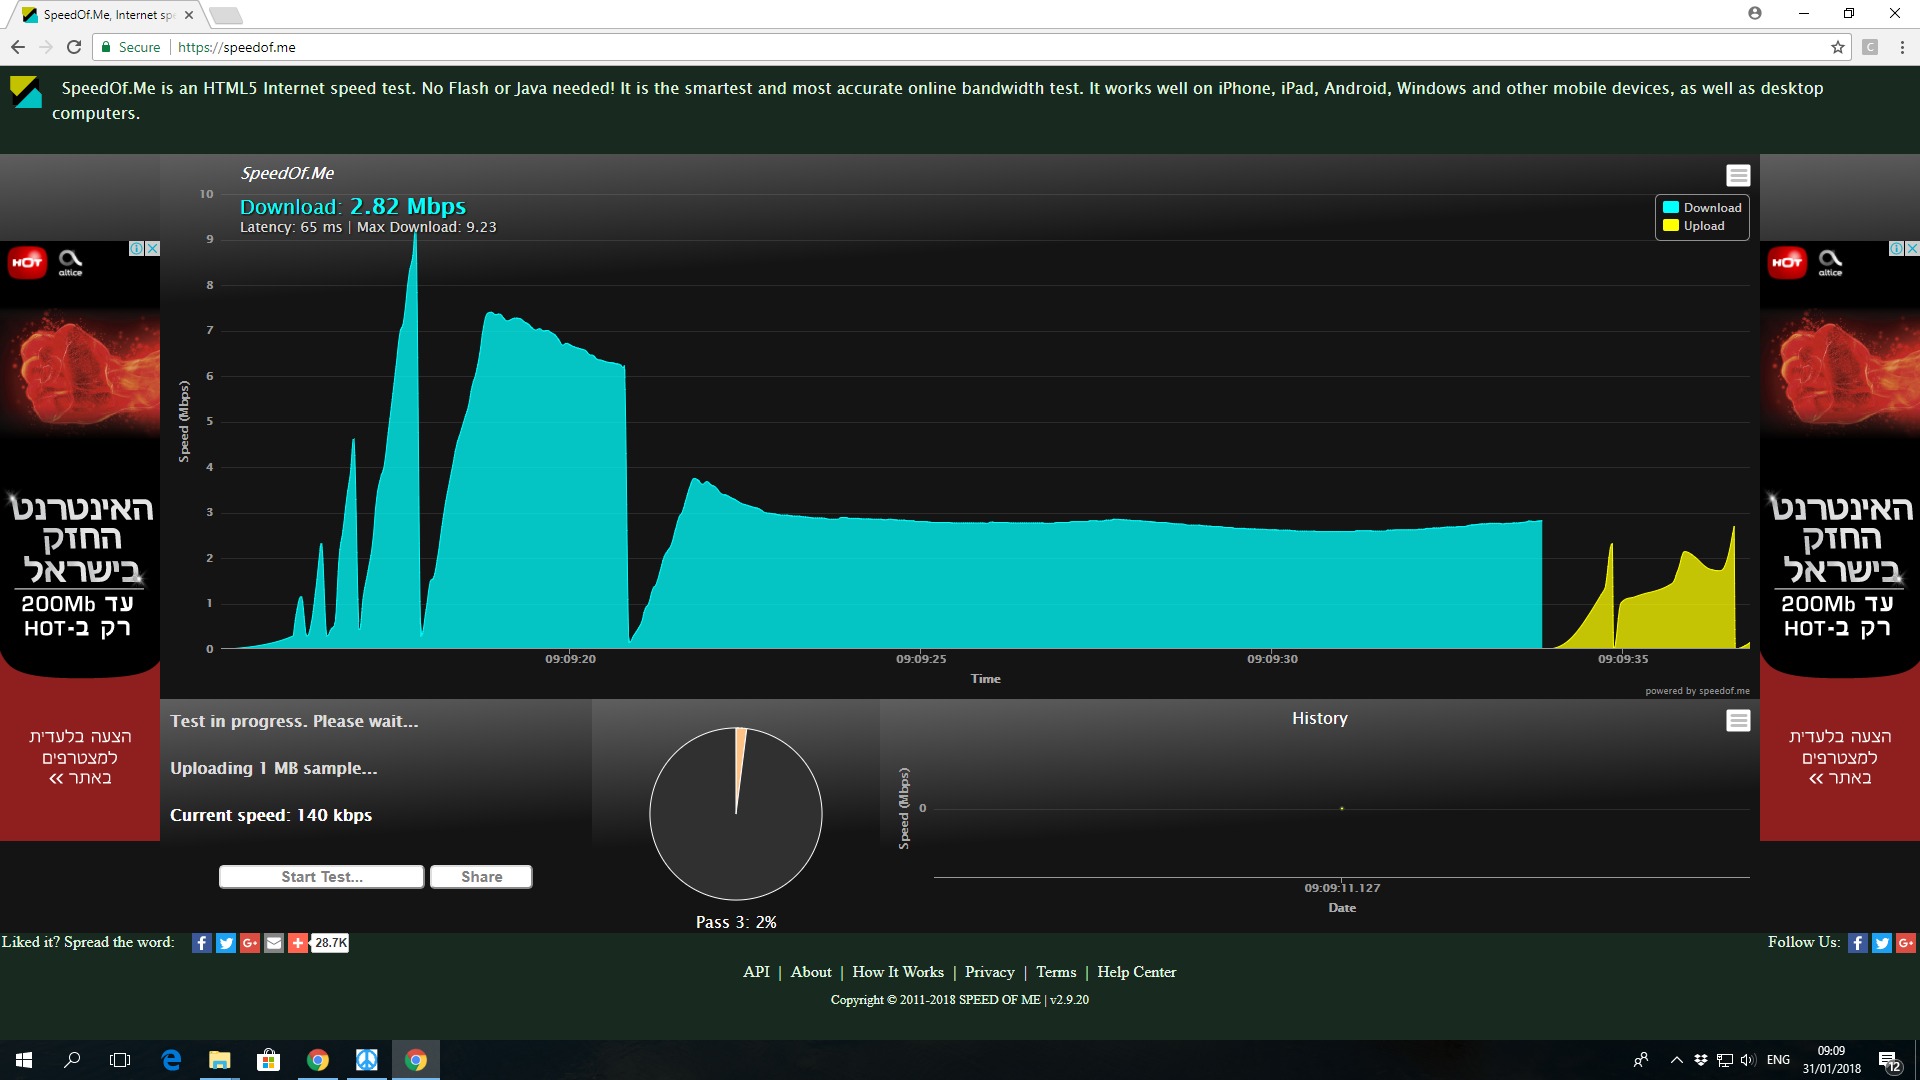 SpeedOf.Me, Internet spe
Secure
https://speedof.me
C
SpeedOf.Me is an HTML5 Internet speed test. No Flash or Java needed! It is the smartest and most accurate online bandwidth test. It works well on iPhone, iPad, Android, Windows and other mobile devices, as well as desktop
computers.
SpeedOf.Me
Download: 2.82 Mbps
Latency: 65 ms | Max Download: 9.23
Download
Upload
10
9
8
7
6
5
4
3
2
1
0
Speed (Mbps)
09:09:20
09:09:25
09:09:30
09:09:35
Time
powered by speedof.me
HOT
altice
האינטרנט
החזק
בישראל
עד 200Mb
רק ב-HOT
הצעה בלעדית
למצטרפים
באתר >>
HOT
altice
האינטרנט
החזק
בישראל
עד 200Mb
רק ב-HOT
הצעה בלעדית
למצטרפים
באתר >>
Test in progress. Please wait...
Uploading 1 MB sample...
Current speed: 140 kbps
Start Test...
Share
Pass 3: 2%
History
Speed (Mbps)
0
09:09:11.127
Date
Liked it? Spread the word:
28.7K
Follow Us:
API | About | How It Works | Privacy | Terms | Help Center
Copyright © 2011-2018 SPEED OF ME | v2.9.20
ENG
09:09
31/01/2018
12